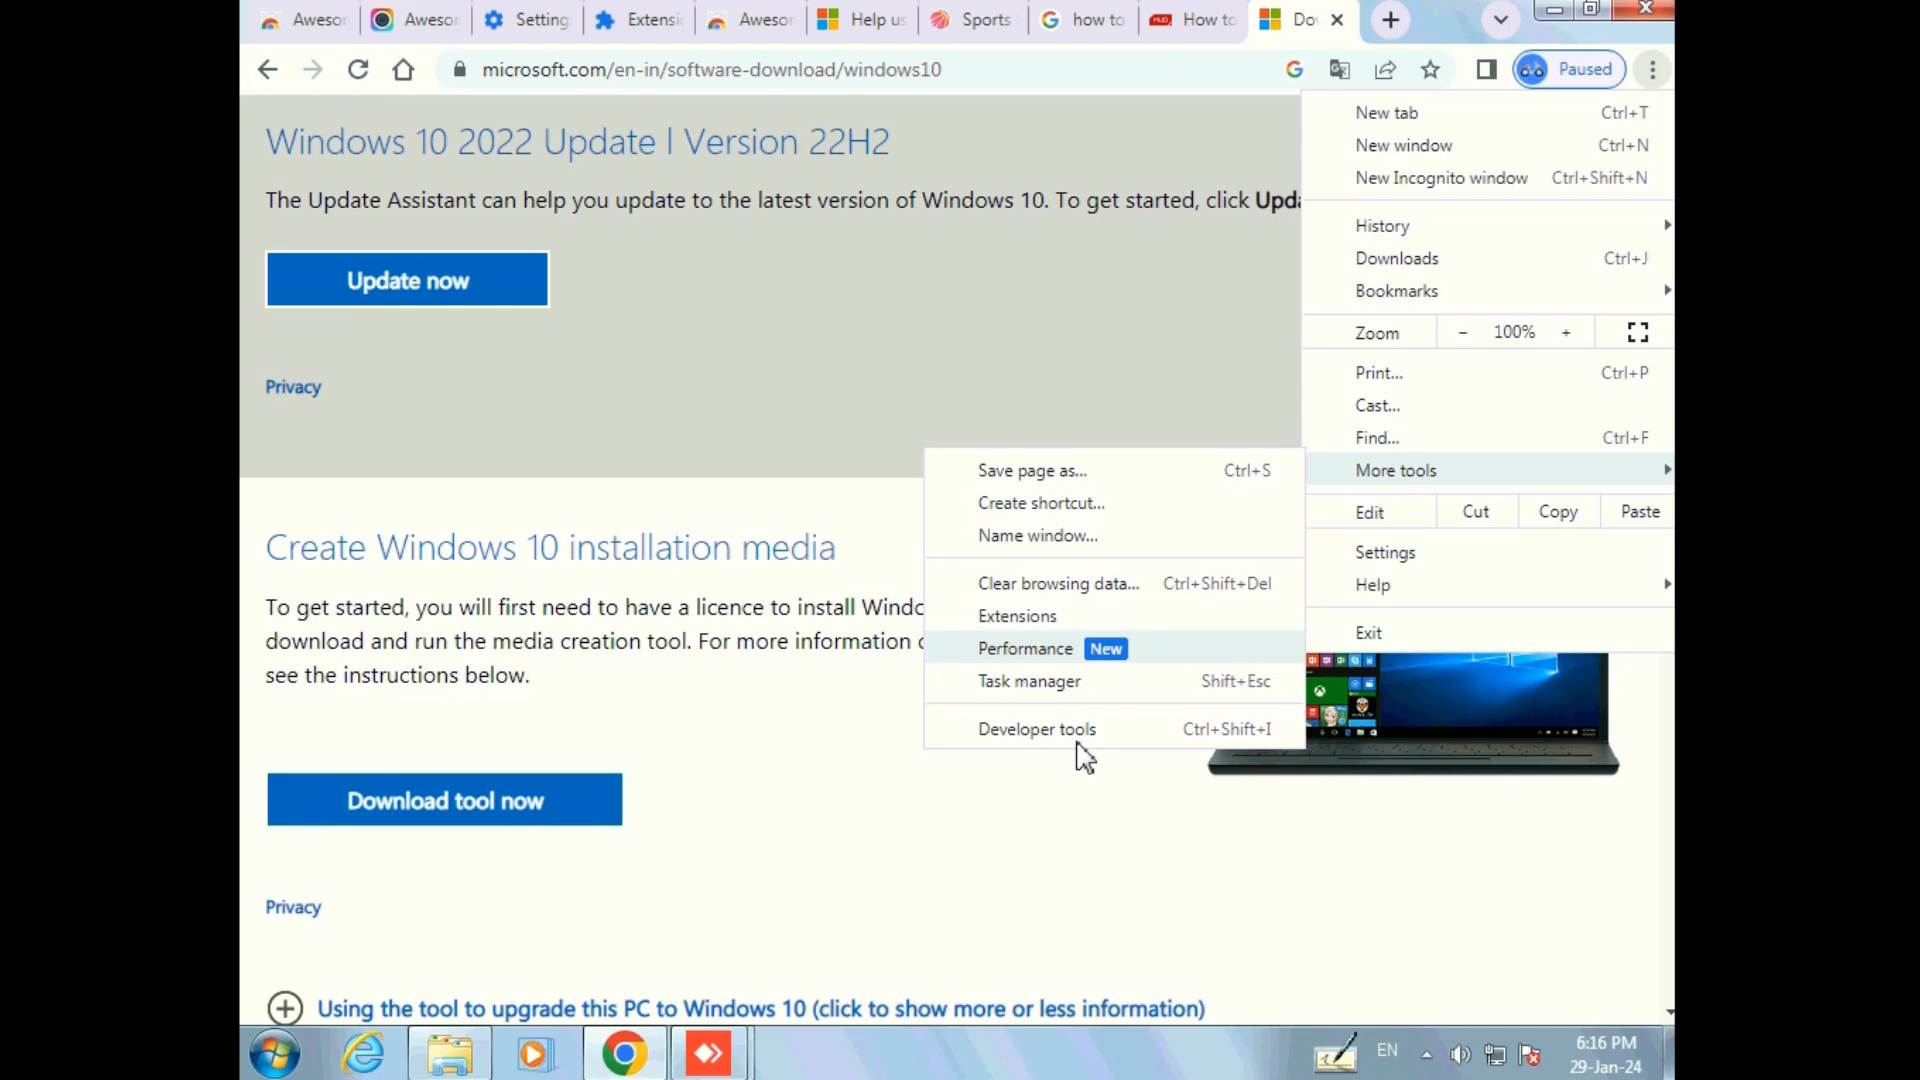 Aweso
Aweso
Setting
Extensi
Aweso
Help us
Sports
how to
How to
Do
microsoft.com/en-in/software-download/windows10
Paused
Windows 10 2022 Update l Version 22H2
The Update Assistant can help you update to the latest version of Windows 10. To get started, click Upda
Update now
Privacy
New tab Ctrl+T
New window Ctrl+N
New Incognito window Ctrl+Shift+N
History
Downloads Ctrl+J
Bookmarks
Zoom - 100% +
Print... Ctrl+P
Cast...
Find... Ctrl+F
More tools
Edit Cut Copy Paste
Settings
Help
Exit
Save page as... Ctrl+S
Create shortcut...
Name window...
Clear browsing data... Ctrl+Shift+Del
Extensions
Performance New
Task manager Shift+Esc
Developer tools Ctrl+Shift+I
Create Windows 10 installation media
To get started, you will first need to have a licence to install Windo
download and run the media creation tool. For more information o
see the instructions below.
Download tool now
Privacy
Using the tool to upgrade this PC to Windows 10 (click to show more or less information)
EN
6:16 PM
29-Jan-24